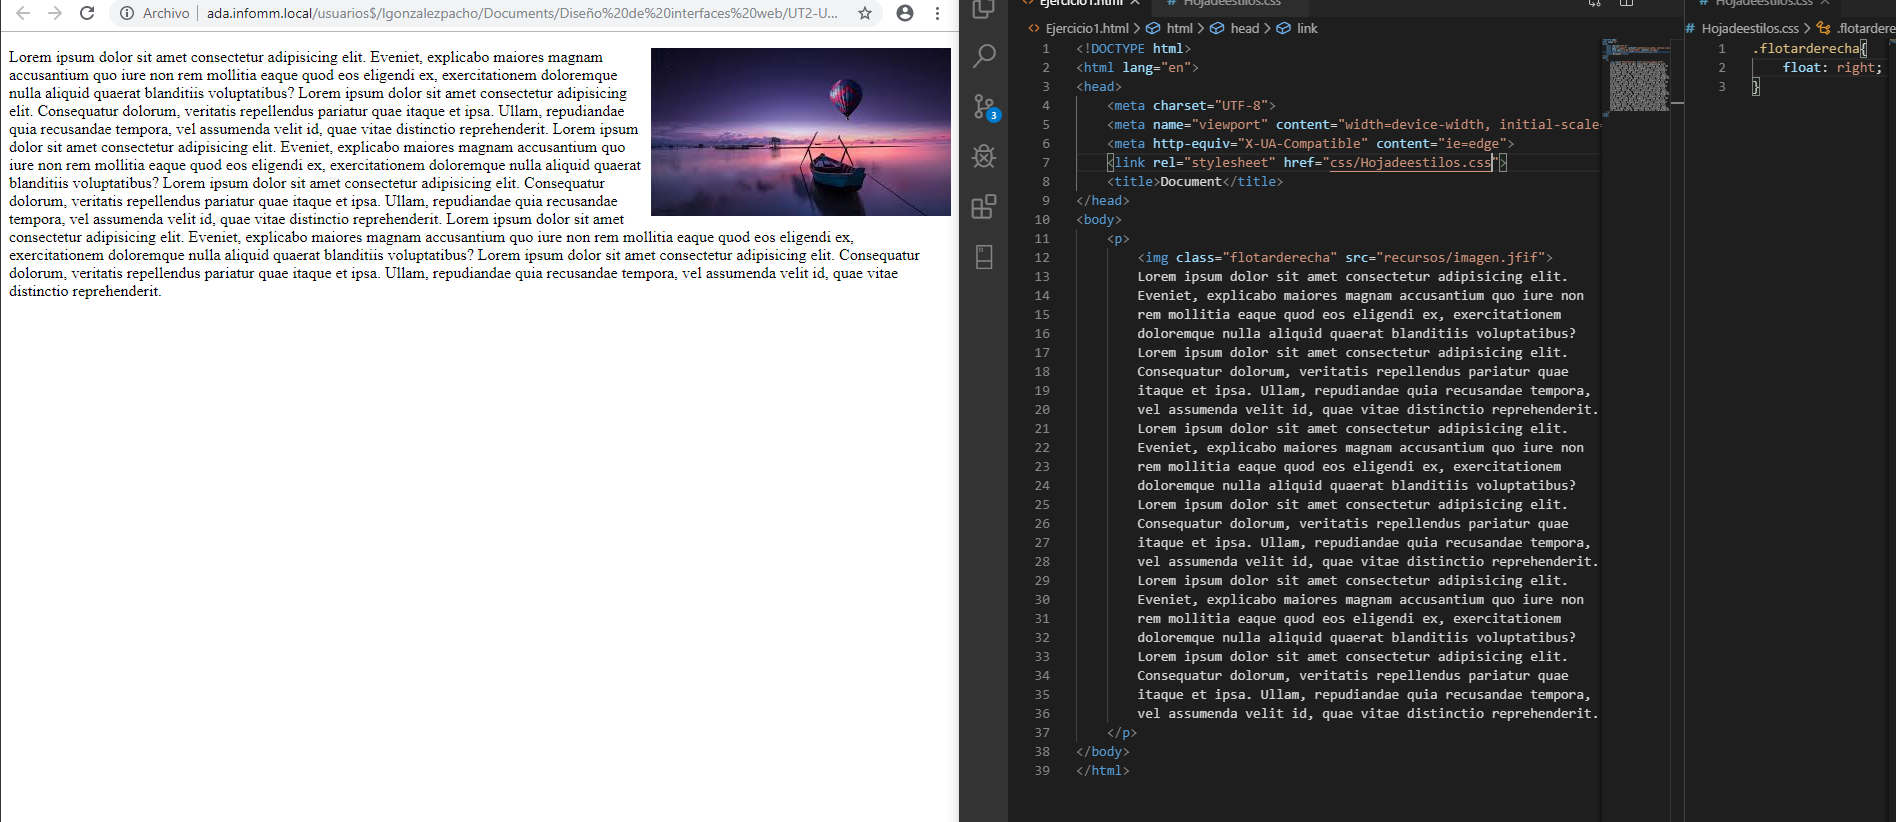 Archivo
ada.infomm.local/usuarios$/lgonzalezpacho/Documents/Diseño%20de%20interfaces%20web/UT2-U...
Lorem ipsum dolor sit amet consectetur adipisicing elit. Eveniet, explicabo maiores magnam
accusantium quo iure non rem mollitia eaque quod eos eligendi ex, exercitationem doloremque
nulla aliquid quaerat blanditiis voluptatibus? Lorem ipsum dolor sit amet consectetur adipisicing
elit. Consequatur dolorum, veritatis repellendus pariatur quae itaque et ipsa. Ullam, repudiandae
quia recusandae tempora, vel assumenda velit id, quae vitae distinctio reprehenderit. Lorem ipsum
dolor sit amet consectetur adipisicing elit. Eveniet, explicabo maiores magnam accusantium quo
iure non rem mollitia eaque quod eos eligendi ex, exercitationem doloremque nulla aliquid quaerat
blanditiis voluptatibus? Lorem ipsum dolor sit amet consectetur adipisicing elit. Consequatur
dolorum, veritatis repellendus pariatur quae itaque et ipsa. Ullam, repudiandae quia recusandae
tempora, vel assumenda velit id, quae vitae distinctio reprehenderit. Lorem ipsum dolor sit amet
consectetur adipisicing elit. Eveniet, explicabo maiores magnam accusantium quo iure non rem mollitia eaque quod eos eligendi ex,
exercitationem doloremque nulla aliquid quaerat blanditiis voluptatibus? Lorem ipsum dolor sit amet consectetur adipisicing elit. Consequatur
dolorum, veritatis repellendus pariatur quae itaque et ipsa. Ullam, repudiandae quia recusandae tempora, vel assumenda velit id, quae vitae
distinctio reprehenderit.
3
Ejercicio1.html
Hojadeestilos.css
Ejercicio1.html > html > head > link
1 <!DOCTYPE html>
2 <html lang="en">
3 <head>
4 <meta charset="UTF-8">
5 <meta name="viewport" content="width=device-width, initial-scale=
6 <meta http-equiv="X-UA-Compatible" content="ie=edge">
7 <link rel="stylesheet" href="css/Hojadeestilos.css">
8 <title>Document</title>
9 </head>
10 <body>
11 <p>
12 <img class="flotarderecha" src="recursos/imagen.jfif">
13 Lorem ipsum dolor sit amet consectetur adipisicing elit.
14 Eveniet, explicabo maiores magnam accusantium quo iure non
15 rem mollitia eaque quod eos eligendi ex, exercitationem
16 doloremque nulla aliquid quaerat blanditiis voluptatibus?
17 Lorem ipsum dolor sit amet consectetur adipisicing elit.
18 Consequatur dolorum, veritatis repellendus pariatur quae
19 itaque et ipsa. Ullam, repudiandae quia recusandae tempora,
20 vel assumenda velit id, quae vitae distinctio reprehenderit.
21 Lorem ipsum dolor sit amet consectetur adipisicing elit.
22 Eveniet, explicabo maiores magnam accusantium quo iure non
23 rem mollitia eaque quod eos eligendi ex, exercitationem
24 doloremque nulla aliquid quaerat blanditiis voluptatibus?
25 Lorem ipsum dolor sit amet consectetur adipisicing elit.
26 Consequatur dolorum, veritatis repellendus pariatur quae
27 itaque et ipsa. Ullam, repudiandae quia recusandae tempora,
28 vel assumenda velit id, quae vitae distinctio reprehenderit.
29 Lorem ipsum dolor sit amet consectetur adipisicing elit.
30 Eveniet, explicabo maiores magnam accusantium quo iure non
31 rem mollitia eaque quod eos eligendi ex, exercitationem
32 doloremque nulla aliquid quaerat blanditiis voluptatibus?
33 Lorem ipsum dolor sit amet consectetur adipisicing elit.
34 Consequatur dolorum, veritatis repellendus pariatur quae
35 itaque et ipsa. Ullam, repudiandae quia recusandae tempora,
36 vel assumenda velit id, quae vitae distinctio reprehenderit.
37 </p>
38 </body>
39 </html>
# Hojadeestilos.css
# Hojadeestilos.css > .flotardere
1 .flotarderecha{
2 float: right;
3 }